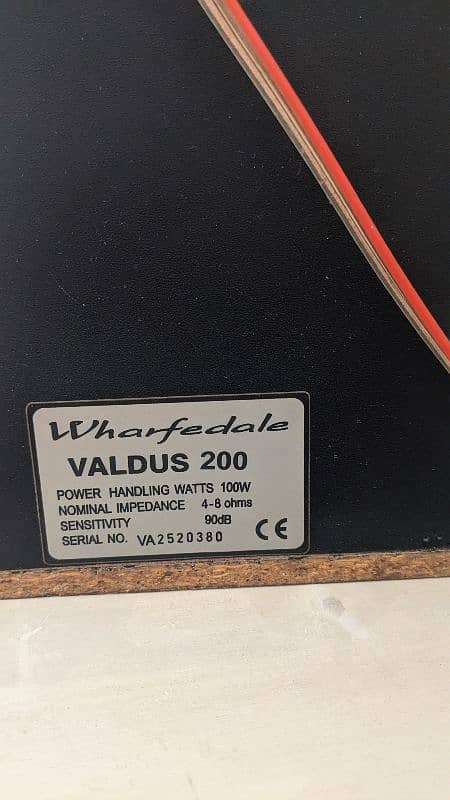 Wharfedale
VALDUS 200
POWER HANDLING WATTS 100W
NOMINAL IMPEDANCE 4-8 ohms
SENSITIVITY 90dB
SERIAL NO. VA2520380 CE